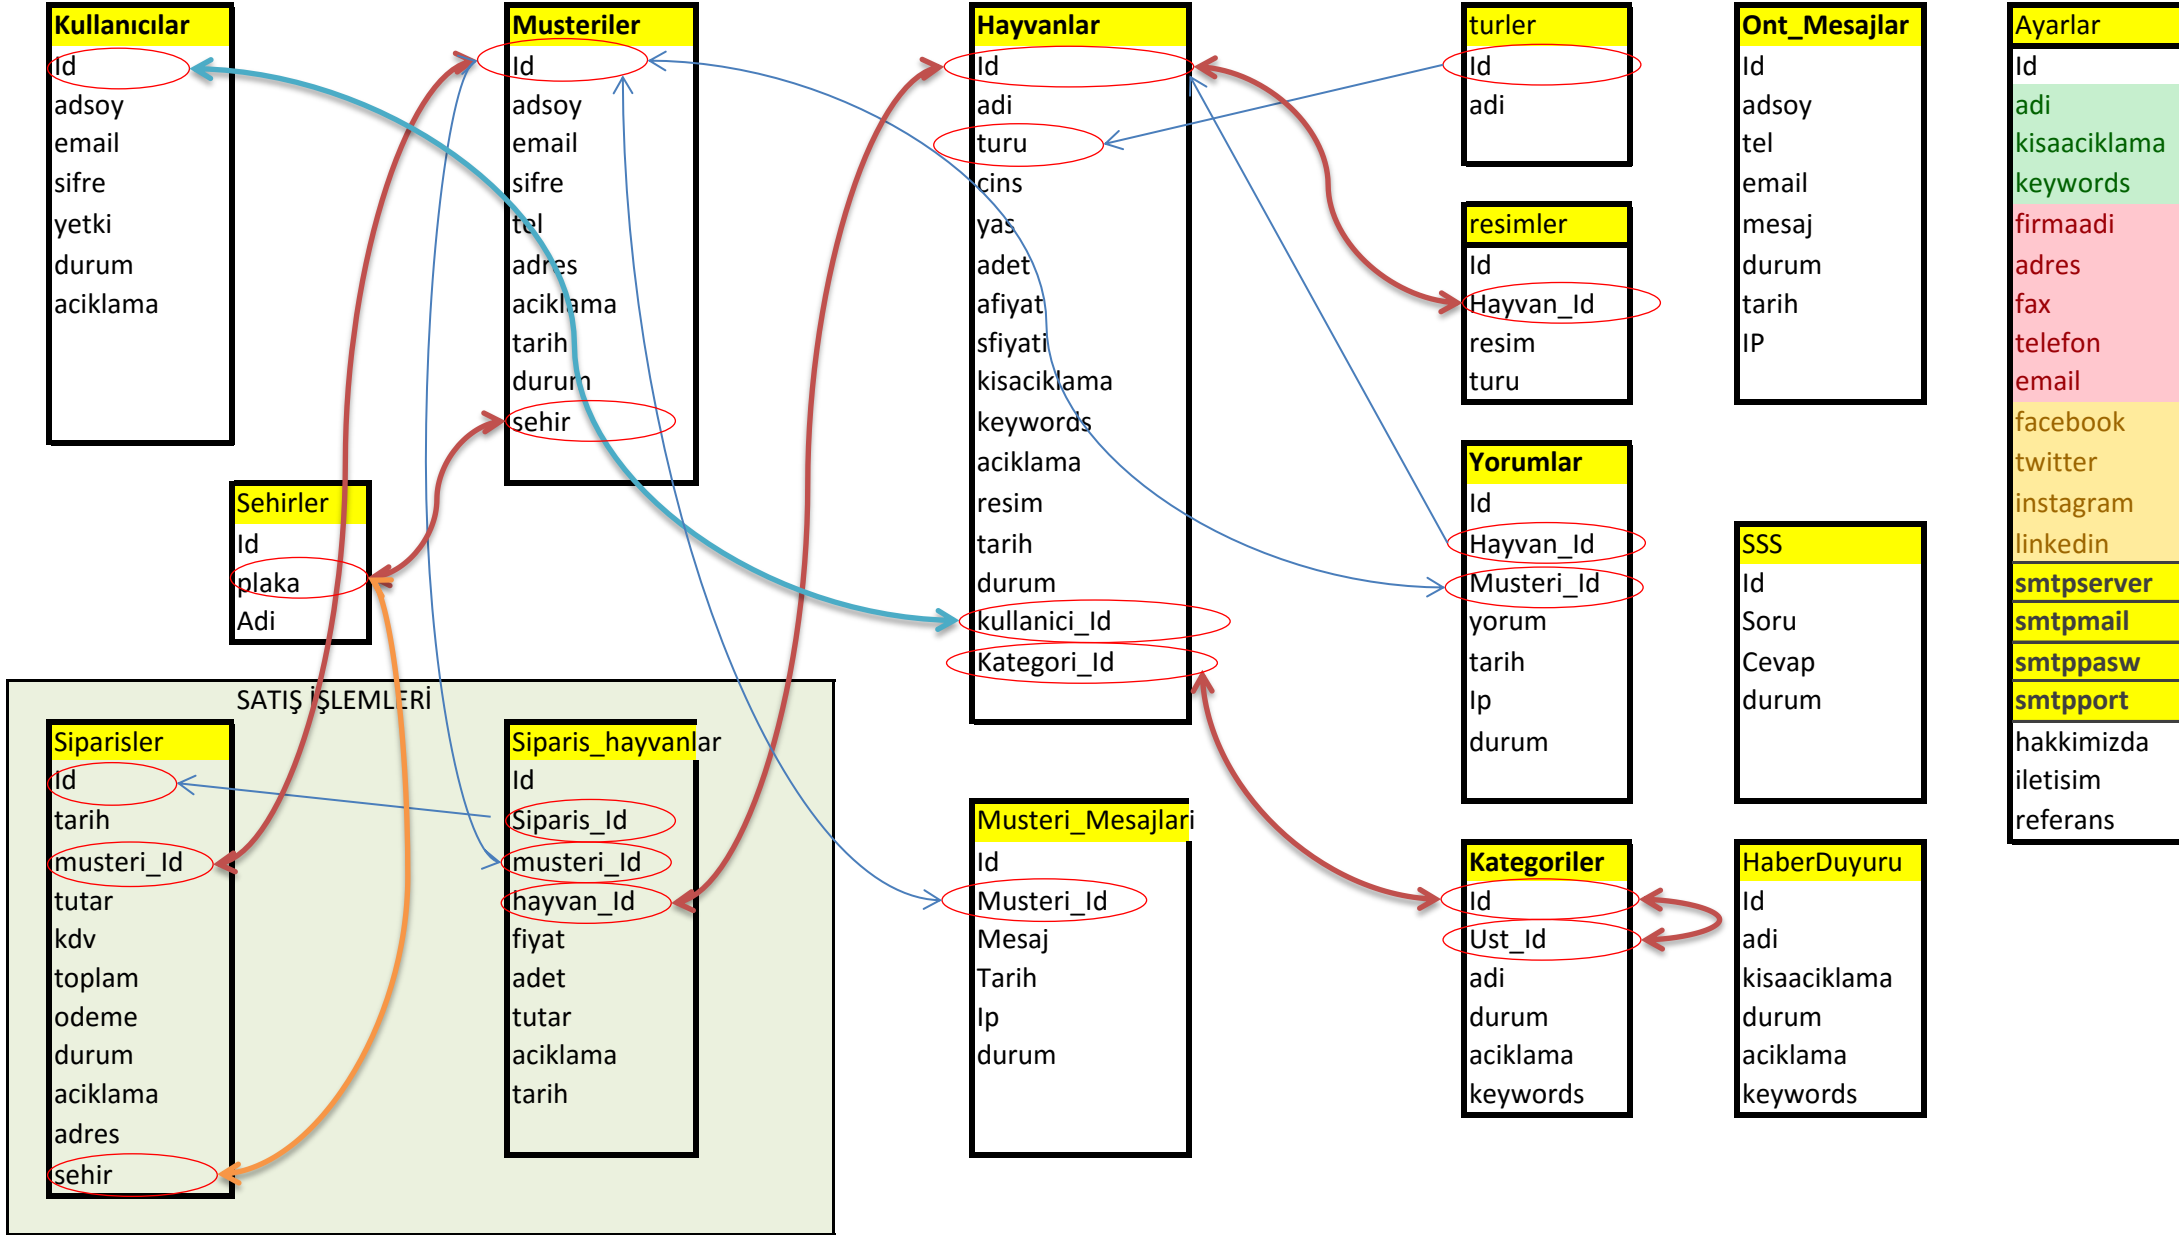 Kullanıcılar
Id
adsoy
email
sifre
yetki
durum
aciklama
Musteriler
Id
adsoy
email
sifre
tel
adres
aciklama
tarih
durum
sehir
Hayvanlar
Id
adi
turu
cins
yas
adet
afiyat
sfiyati
kisaciklama
keywords
aciklama
resim
tarih
durum
kullanici_Id
Kategori_Id
turler
Id
adi
resimler
Id
Hayvan_Id
resim
turu
Yorumlar
Id
Hayvan_Id
Musteri_Id
yorum
tarih
Ip
durum
Ont_Mesajlar
Id
adsoy
tel
email
mesaj
durum
tarih
IP
SSS
Id
Soru
Cevap
durum
Ayarlar
Id
adi
kisaaciklama
keywords
firmaadi
adres
fax
telefon
email
facebook
twitter
instagram
linkedin
smtpserver
smtpmail
smtppasw
smtpport
hakkimizda
iletisim
referans
Sehirler
Id
plaka
Adi
SATIŞ İŞLEMLERİ
Siparisler
Id
tarih
musteri_Id
tutar
kdv
toplam
odeme
durum
aciklama
adres
sehir
Siparis_hayvanlar
Id
Siparis_Id
musteri_Id
hayvan_Id
fiyat
adet
tutar
aciklama
tarih
Musteri_Mesajlari
Id
Musteri_Id
Mesaj
Tarih
Ip
durum
Kategoriler
Id
Ust_Id
adi
durum
aciklama
keywords
HaberDuyuru
Id
adi
kisaaciklama
durum
aciklama
keywords